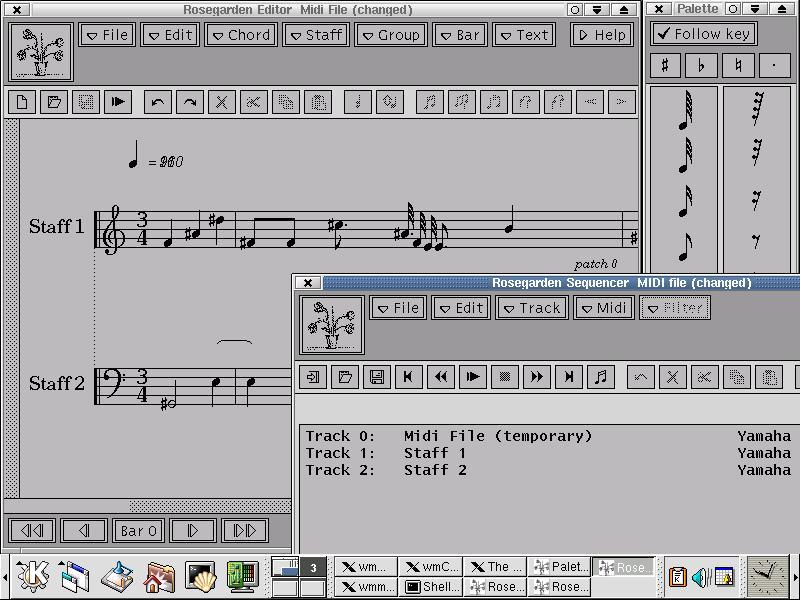 Rosegarden Editor Midi File (changed)
File Edit Chord Staff Group Bar Text Help
Palette
Follow key
Staff 1
3
4
patch 0
Staff 2
3
4
Bar 0
Rosegarden Sequencer MIDI file (changed)
File Edit Track Midi Filter
Track 0: Midi File (temporary) Yamaha
Track 1: Staff 1 Yamaha
Track 2: Staff 2 Yamaha
3
wm... wmC... The ... Palet... Rose...
wmm... Shell... Rose... Rose...